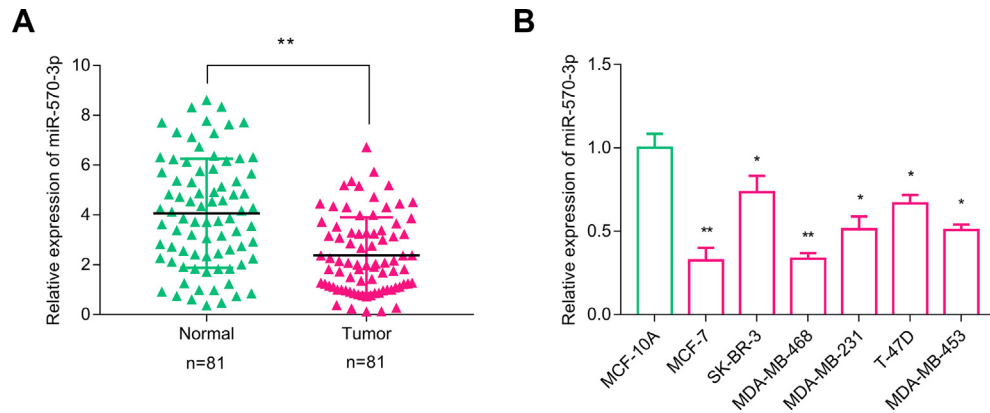 A
Relative expression of miR-570-3p
10
8
6
4
2
0
**
Normal
Tumor
n=81
n=81
B
Relative expression of miR-570-3p
1.5
1.0
0.5
0.0
**
*
**
*
*
*
MCF-10A
MCF-7
SK-BR-3
MDA-MB-468
MDA-MB-231
T-47D
MDA-MB-453